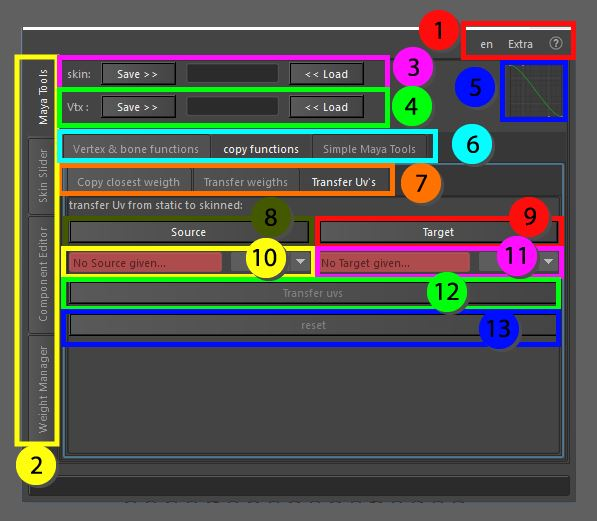 1
en Extra ?
2
Maya Tools
Skin Slider
Component Editor
Weight Manager
skin: Save >> << Load
3
Vtx : Save >> << Load
4
5
Vertex & bone functions copy functions Simple Maya Tools
6
Copy closest weigth Transfer weigths Transfer Uv's
7
transfer Uv from static to skinned:
8
9
Source Target
10
11
No Source given... No Target given...
12
Transfer uvs
13
reset